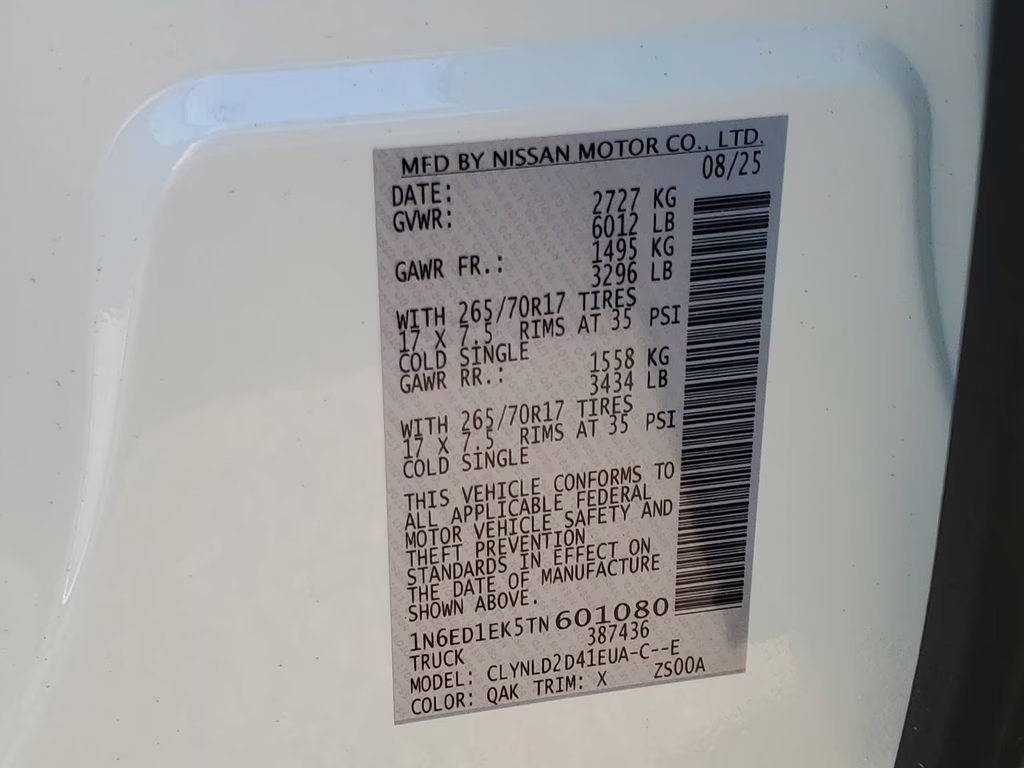 MFD BY NISSAN MOTOR CO., LTD.
DATE: 08/25
GVWR: 2727 KG
6012 LB
GAWR FR.: 1495 KG
3296 LB
WITH 265/70R17 TIRES
17 X 7.5 RIMS AT 35 PSI
COLD SINGLE
GAWR RR.: 1558 KG
3434 LB
WITH 265/70R17 TIRES
17 X 7.5 RIMS AT 35 PSI
COLD SINGLE
THIS VEHICLE CONFORMS TO
ALL APPLICABLE FEDERAL
MOTOR VEHICLE SAFETY AND
THEFT PREVENTION
STANDARDS IN EFFECT ON
THE DATE OF MANUFACTURE
SHOWN ABOVE.
1N6ED1EK5TN601080
TRUCK 387436
MODEL: CLYNLD2D41EUA-C--E
COLOR: QAK TRIM: X ZS00A